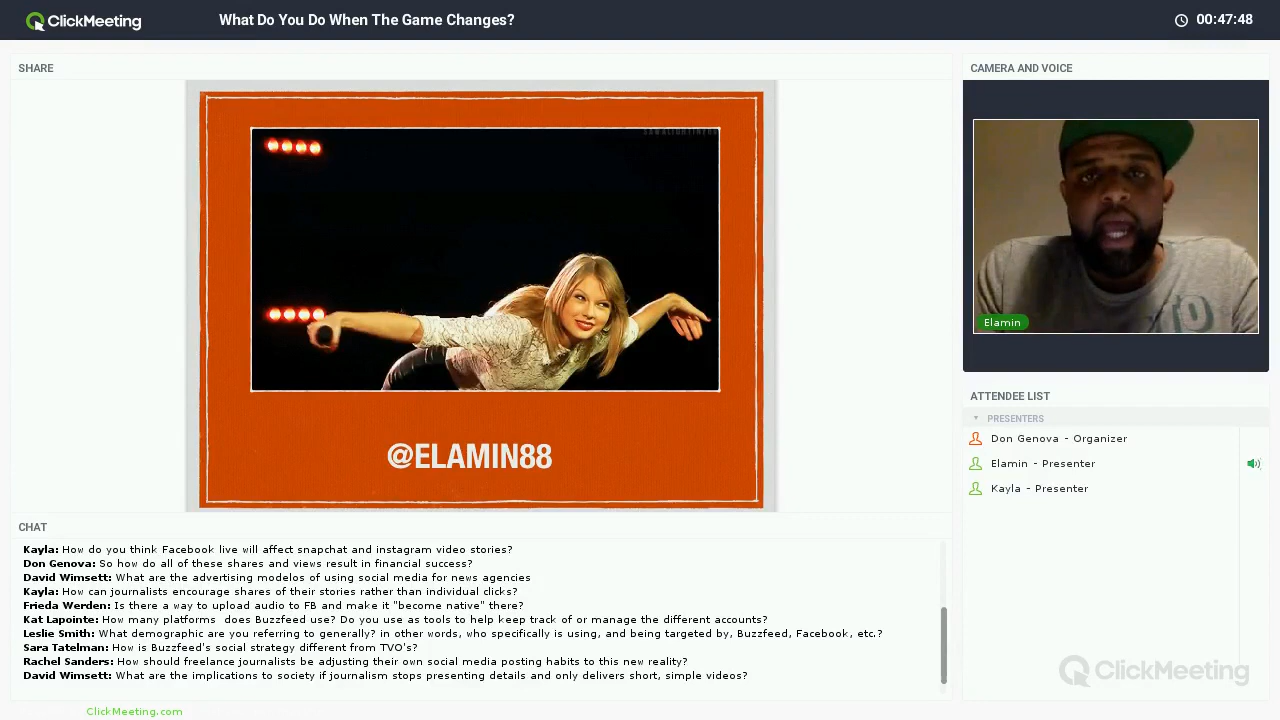 ClickMeeting
What Do You Do When The Game Changes?
00:47:48
SHARE
@ELAMIN88
CAMERA AND VOICE
Elamin
ATTENDEE LIST
PRESENTERS
Don Genova - Organizer
Elamin - Presenter
Kayla - Presenter
CHAT
Kayla: How do you think Facebook live will affect snapchat and instagram video stories?
Don Genova: So how do all of these shares and views result in financial success?
David Wimsett: What are the advertising modelos of using social media for news agencies
Kayla: How can journalists encourage shares of their stories rather than individual clicks?
Frieda Werden: Is there a way to upload audio to FB and make it "become native" there?
Kat Lapointe: How many platforms does Buzzfeed use? Do you use as tools to help keep track of or manage the different accounts?
Leslie Smith: What demographic are you referring to generally? in other words, who specifically is using, and being targeted by, Buzzfeed, Facebook, etc.?
Sara Tatelman: How is Buzzfeed's social strategy different from TVO's?
Rachel Sanders: How should freelance journalists be adjusting their own social media posting habits to this new reality?
David Wimsett: What are the implications to society if journalism stops presenting details and only delivers short, simple videos?
ClickMeeting
ClickMeeting.com